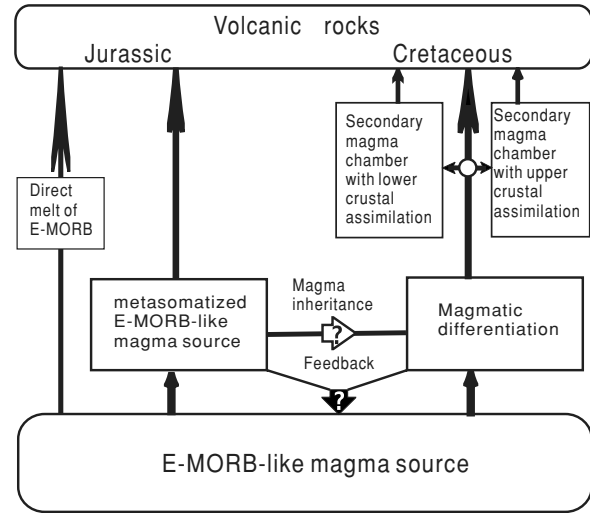 Volcanic rocks
Jurassic
Cretaceous
Secondary
magma
chamber
with lower
crustal
assimilation
Secondary
magma
chamber
with upper
crustal
assimilation
Direct
melt of
E-MORB
metasomatized
E-MORB-like
magma source
Magma
inheritance
?
Feedback
?
Magmatic
differentiation
E-MORB-like magma source